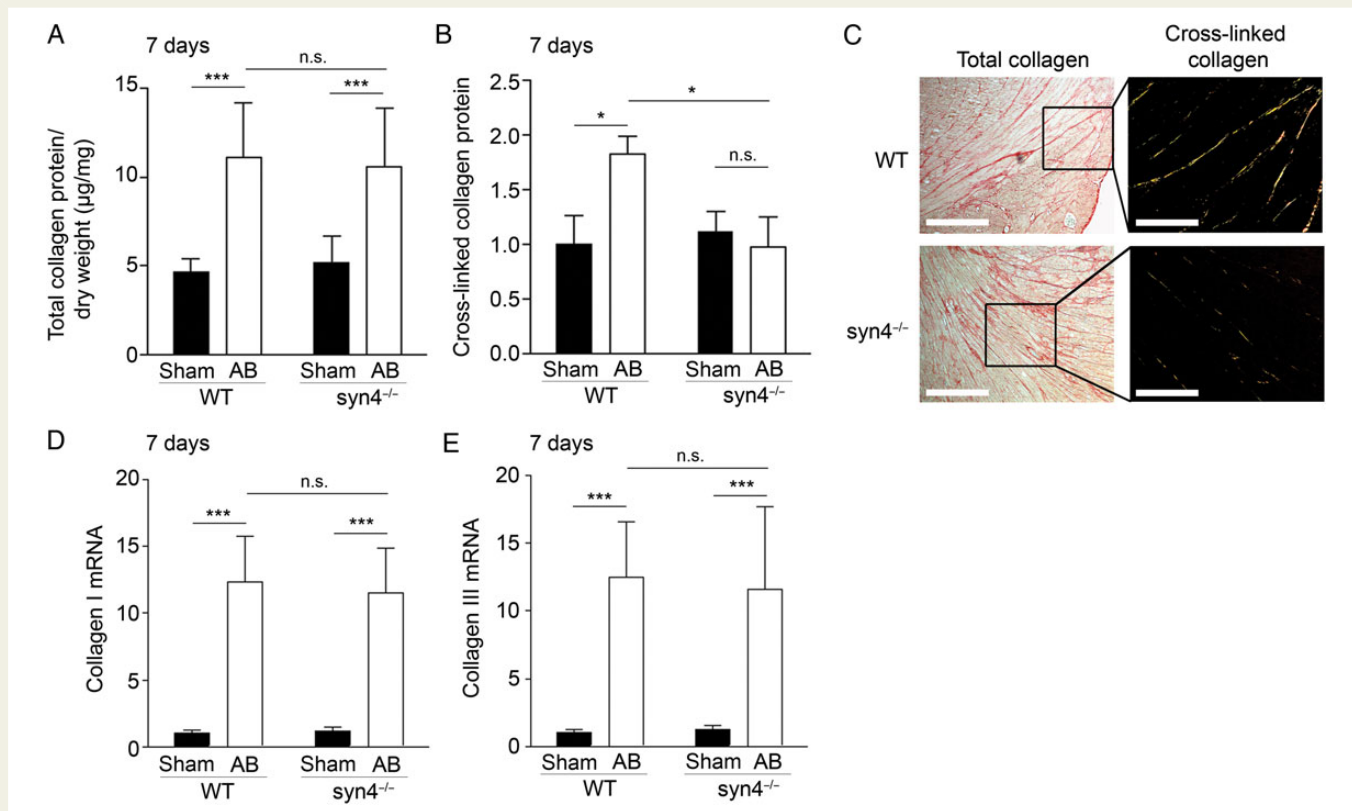 A
7 days
n.s.
***
***
15
10
5
0
Total collagen protein/
dry weight (µg/mg)
Sham AB
Sham AB
WT
syn4⁻/⁻
B
7 days
*
*
n.s.
2.5
2.0
1.5
1.0
0.5
0.0
Cross-linked collagen protein
Sham AB
Sham AB
WT
syn4⁻/⁻
C
Total collagen
Cross-linked
collagen
WT
syn4⁻/⁻
D
7 days
n.s.
***
***
20
15
10
5
0
Collagen I mRNA
Sham AB
Sham AB
WT
syn4⁻/⁻
E
7 days
n.s.
***
***
20
15
10
5
0
Collagen III mRNA
Sham AB
Sham AB
WT
syn4⁻/⁻